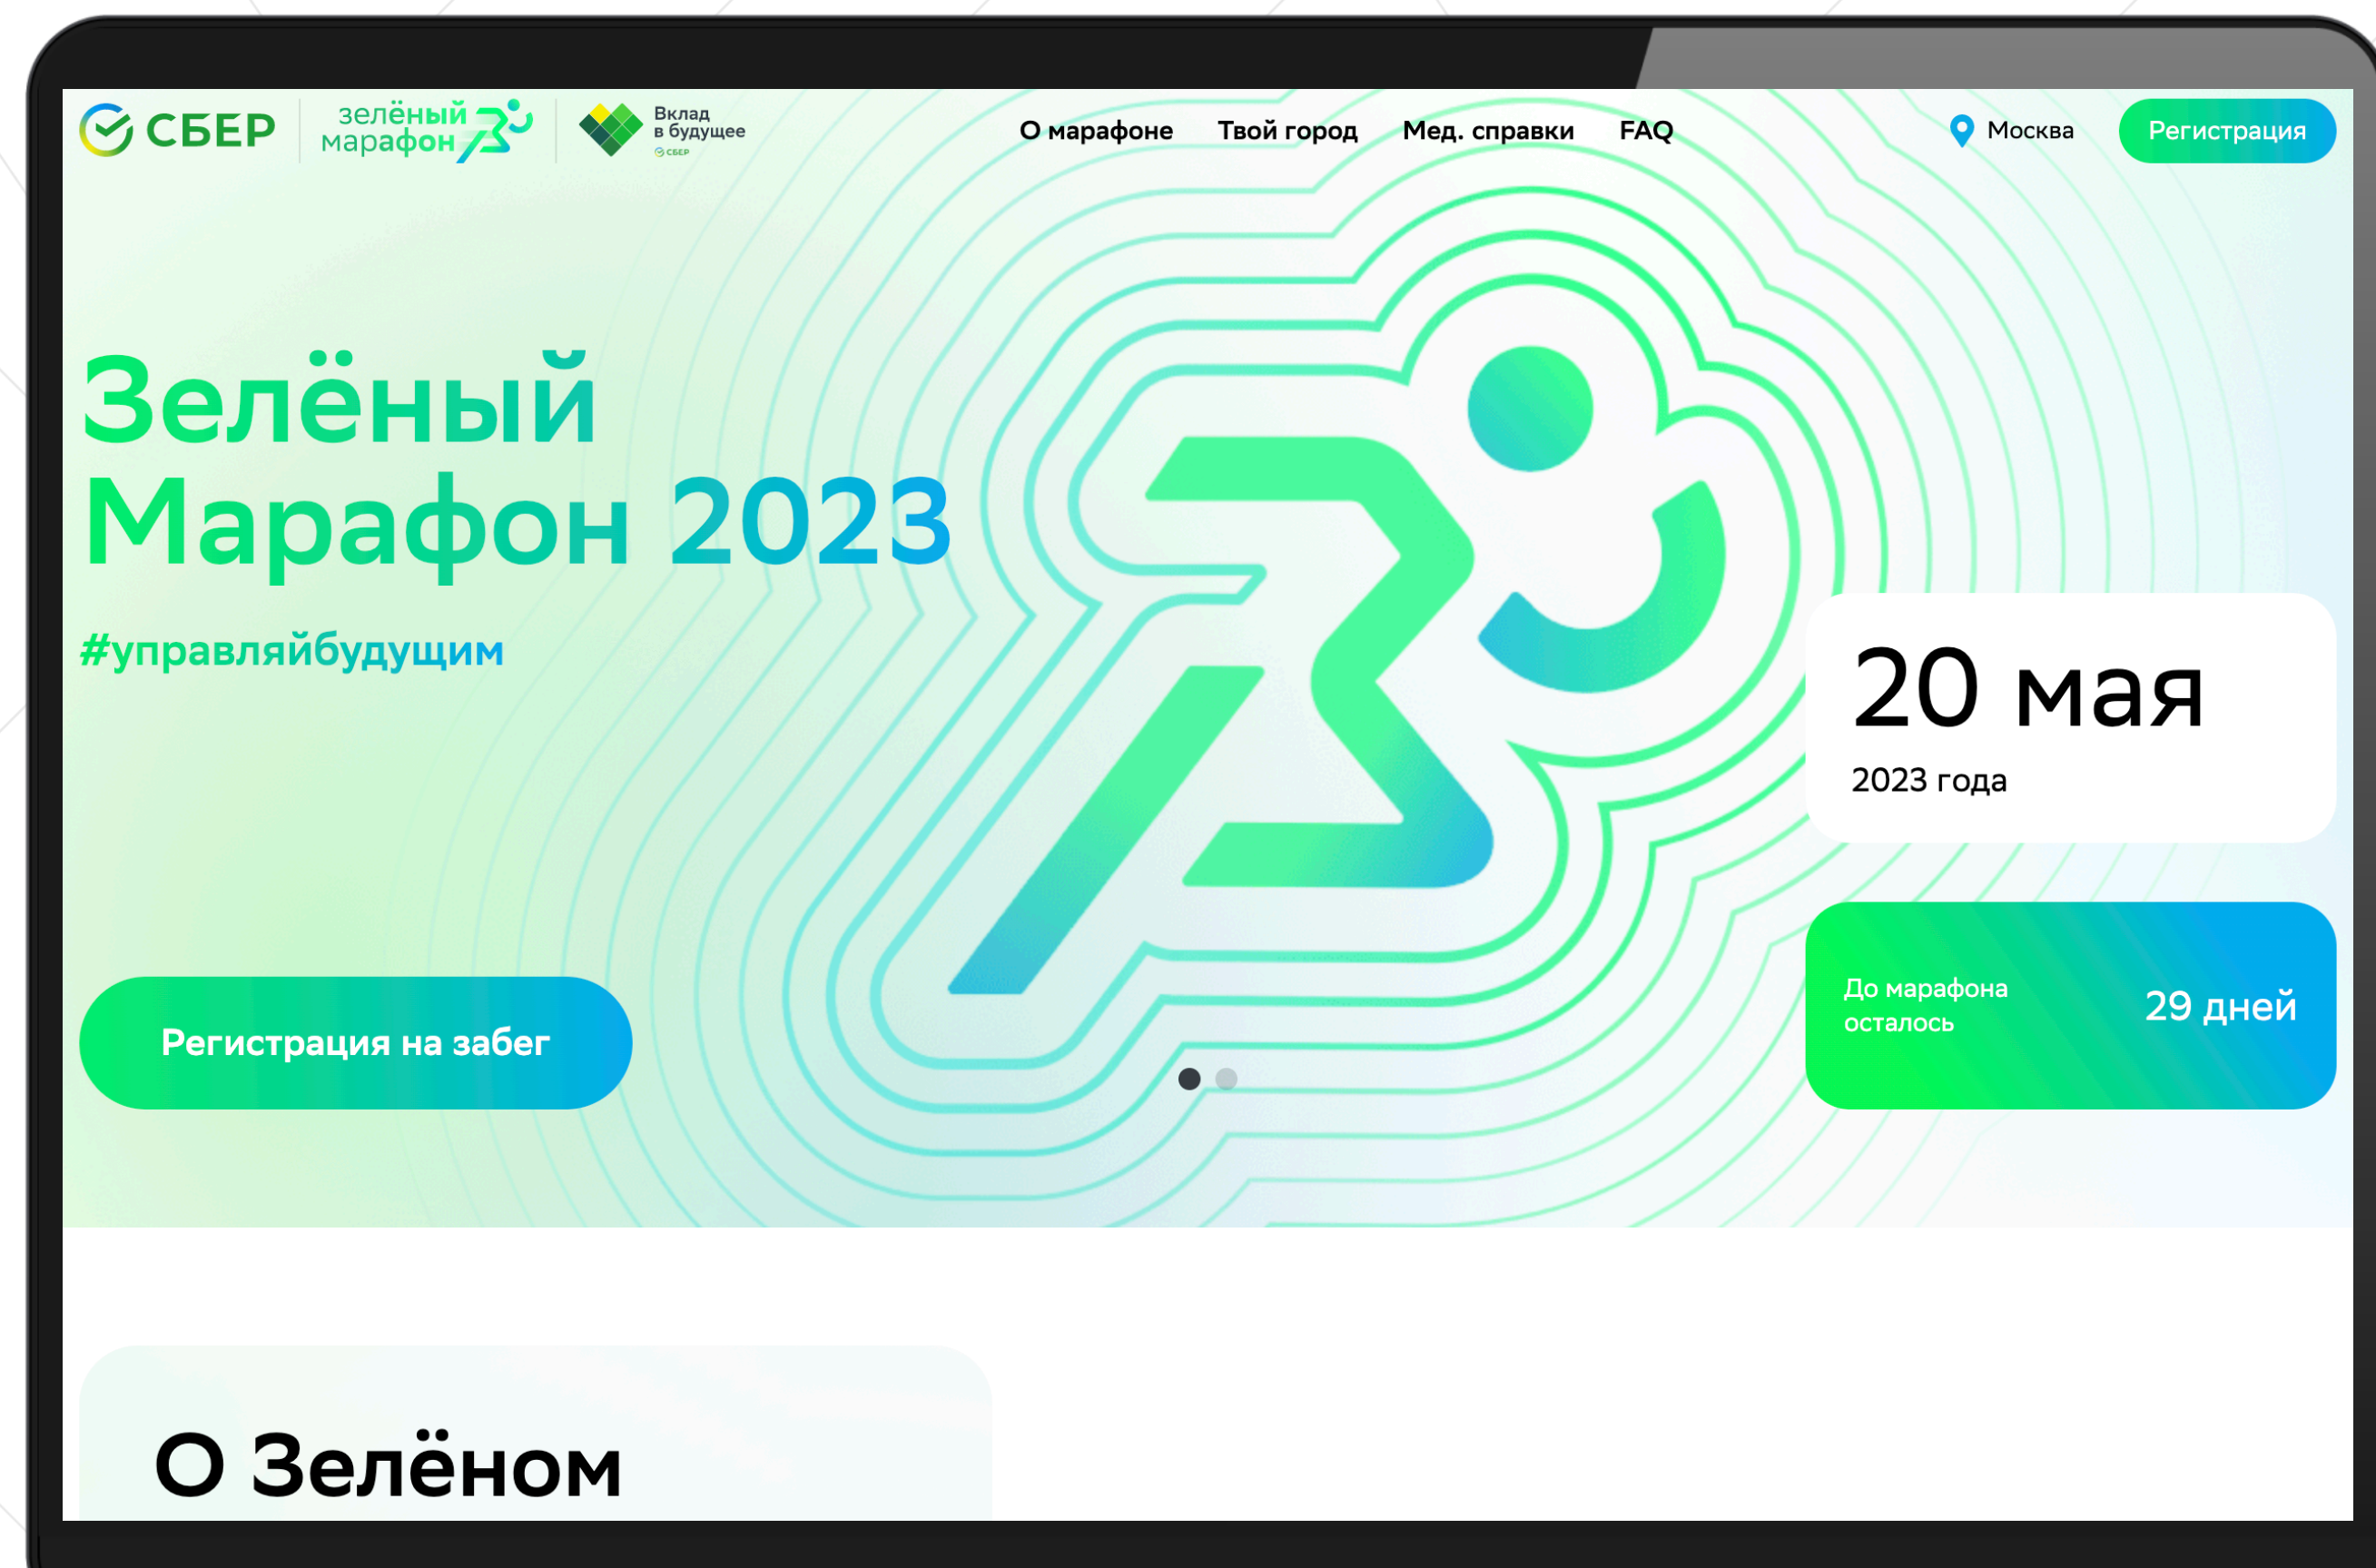 СБЕР
зелёный
марафон
Вклад
в будущее
СБЕР
О марафоне
Твой город
Мед. справки
FAQ
Москва
Регистрация
Зелёный
Марафон 2023
#управляйбудущим
20 мая
2023 года
До марафона
осталось
29 дней
Регистрация на забег
О Зелёном